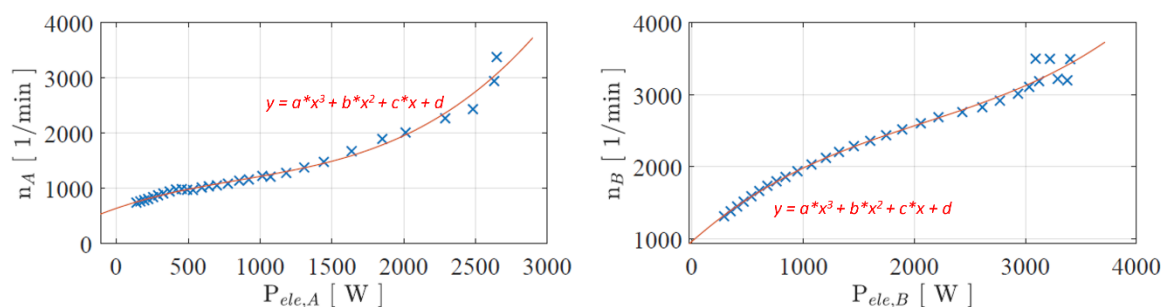 4000
3000
2000
1000
0
n_A [ 1/min ]
y = a*x³ + b*x² + c*x + d
0 500 1000 1500 2000 2500 3000
P_ele,A [ W ]
4000
3000
2000
1000
n_B [ 1/min ]
y = a*x³ + b*x² + c*x + d
0 1000 2000 3000 4000
P_ele,B [ W ]